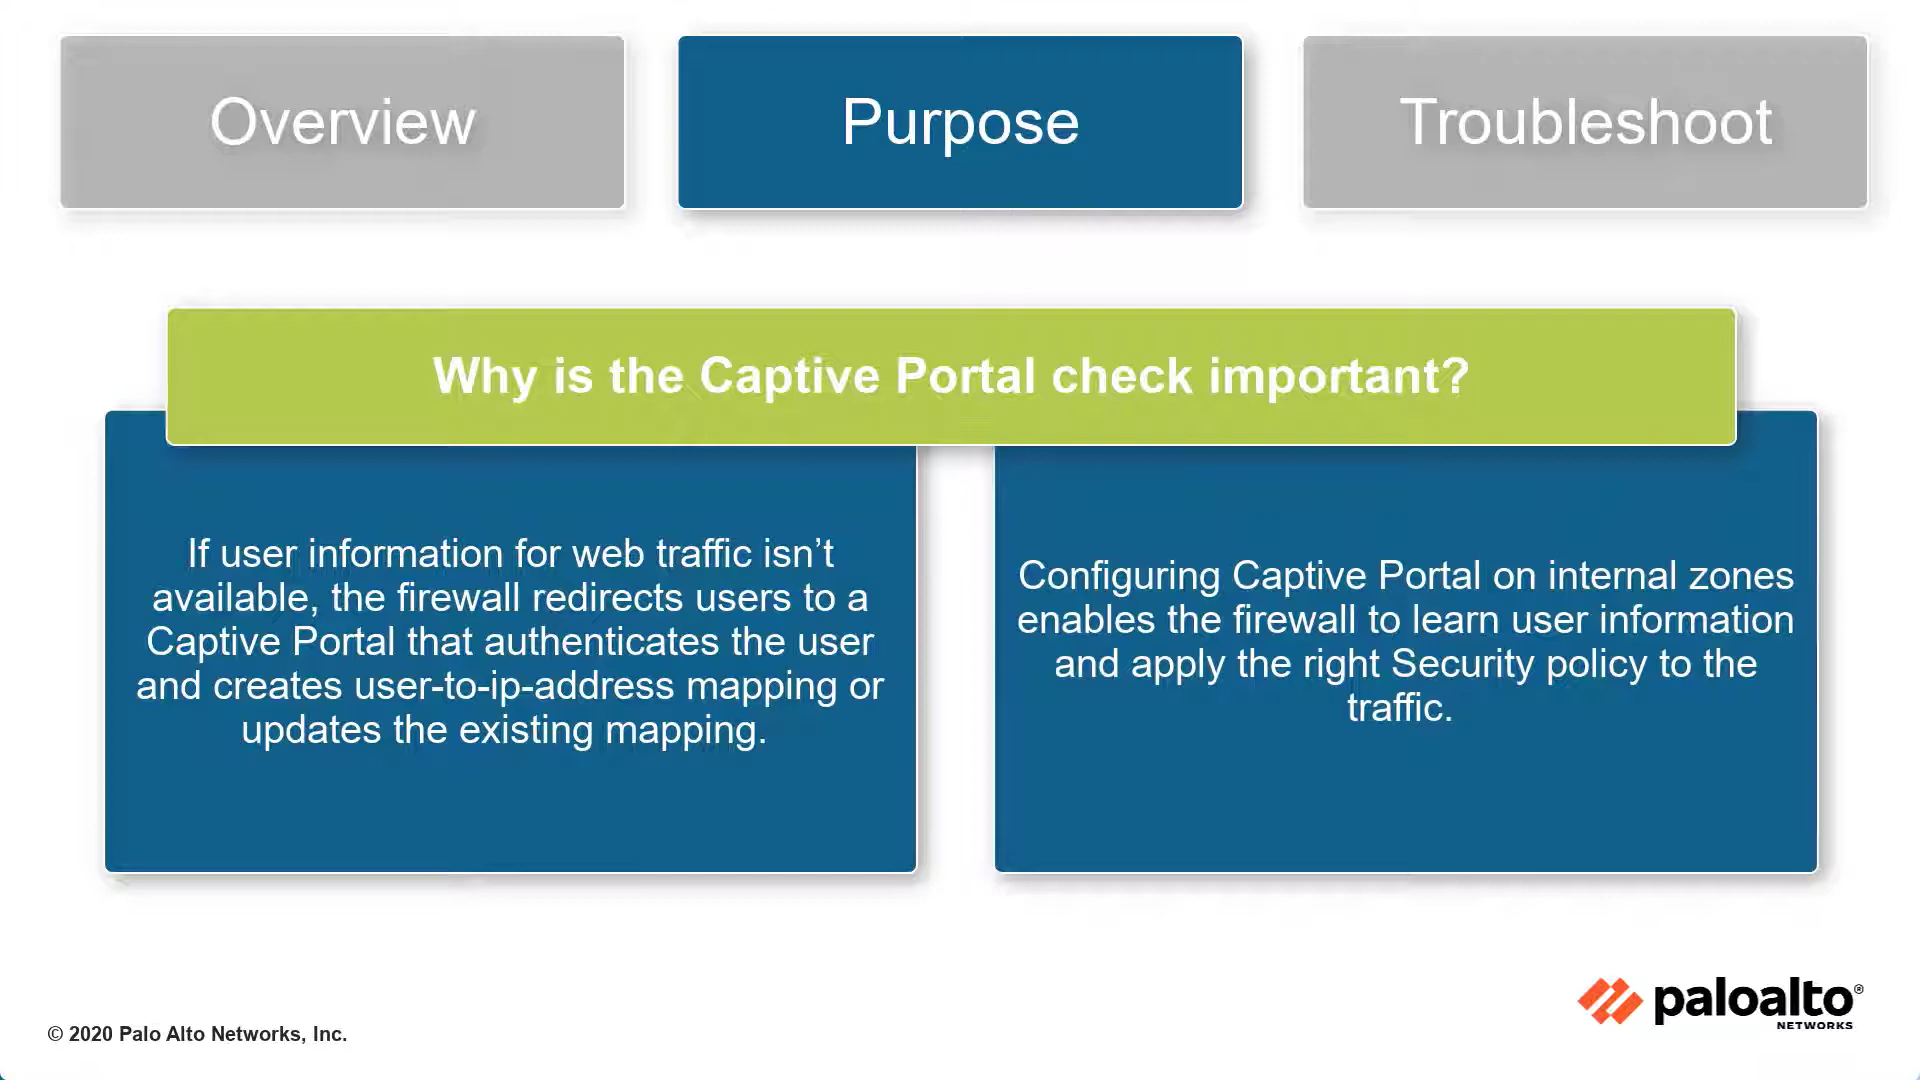 Overview
Purpose
Troubleshoot
Why is the Captive Portal check important?
If user information for web traffic isn’t
available, the firewall redirects users to a
Captive Portal that authenticates the user
and creates user-to-ip-address mapping or
updates the existing mapping.
Configuring Captive Portal on internal zones
enables the firewall to learn user information
and apply the right Security policy to the
traffic.
© 2020 Palo Alto Networks, Inc.
paloalto®
NETWORKS